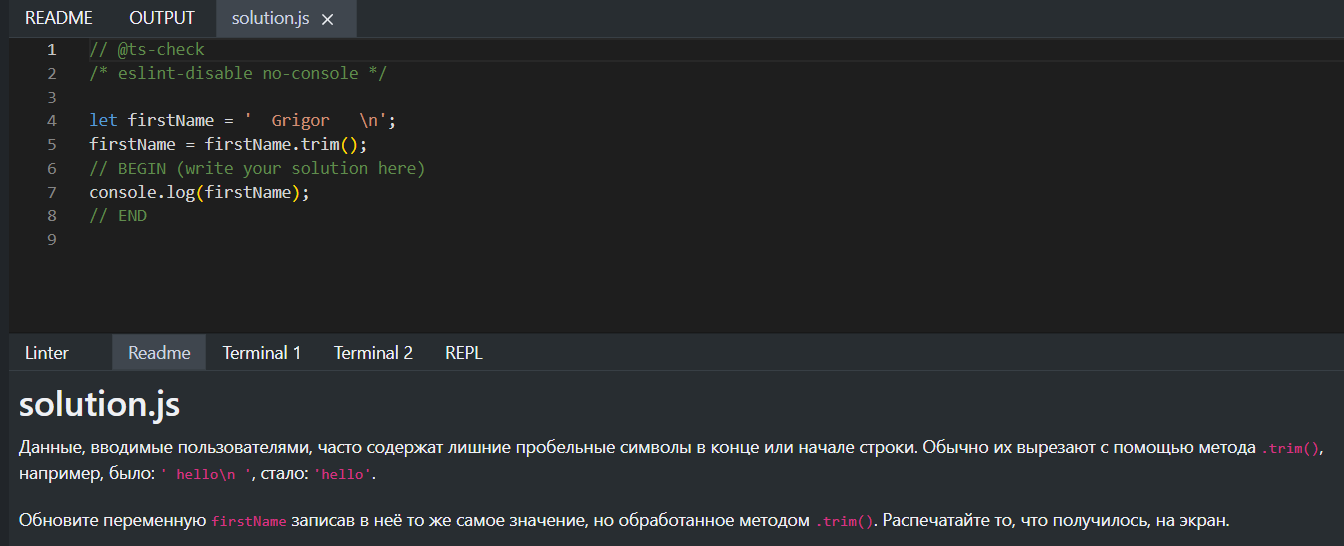 README OUTPUT solution.js ×
1 // @ts-check
2 /* eslint-disable no-console */
3
4 let firstName = '  Grigor   \n';
5 firstName = firstName.trim();
6 // BEGIN (write your solution here)
7 console.log(firstName);
8 // END
9
Linter Readme Terminal 1 Terminal 2 REPL
solution.js
Данные, вводимые пользователями, часто содержат лишние пробельные символы в конце или начале строки. Обычно их вырезают с помощью метода .trim(),
например, было: ' hello\n ', стало: 'hello'.
Обновите переменную firstName записав в неё то же самое значение, но обработанное методом .trim(). Распечатайте то, что получилось, на экран.